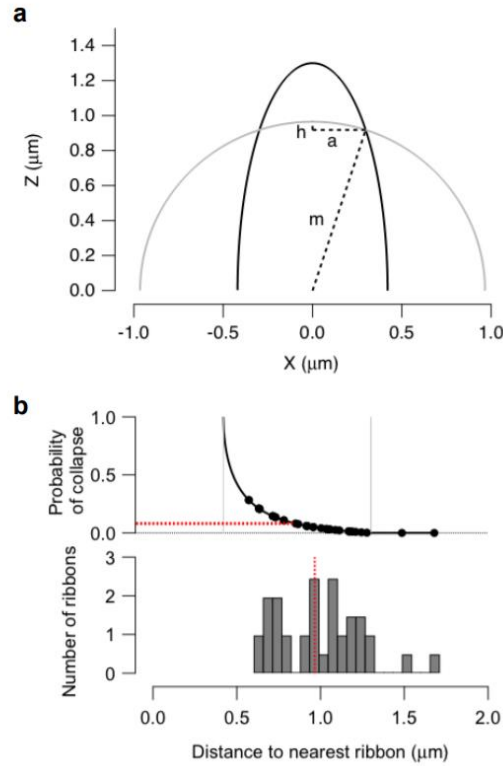 a
1.4
1.2
1.0
0.8
0.6
0.4
0.2
0.0
Z (µm)
h
a
m
-1.0 -0.5 0.0 0.5 1.0
X (µm)
b
Probability
of collapse
1.0
0.5
0.0
Number of ribbons
3
2
1
0
0.0 0.5 1.0 1.5 2.0
Distance to nearest ribbon (µm)